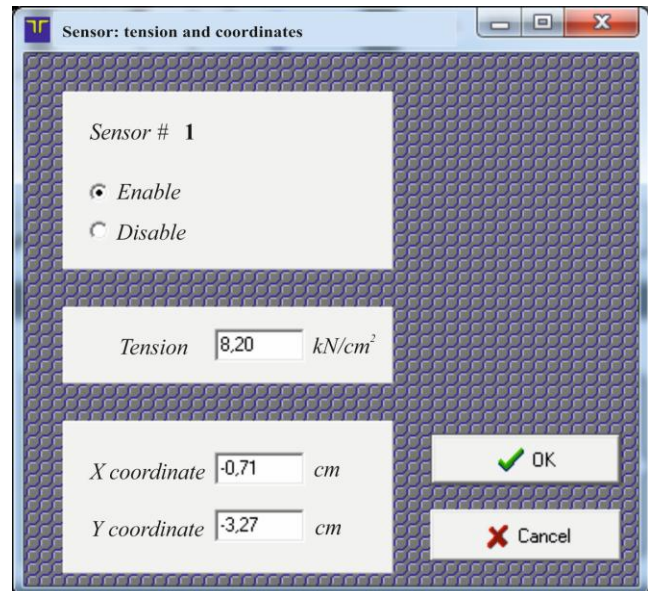 Sensor: tension and coordinates
Sensor # 1
Enable
Disable
Tension 8,20 kN/cm²
X coordinate -0,71 cm
Y coordinate -3,27 cm
OK
Cancel